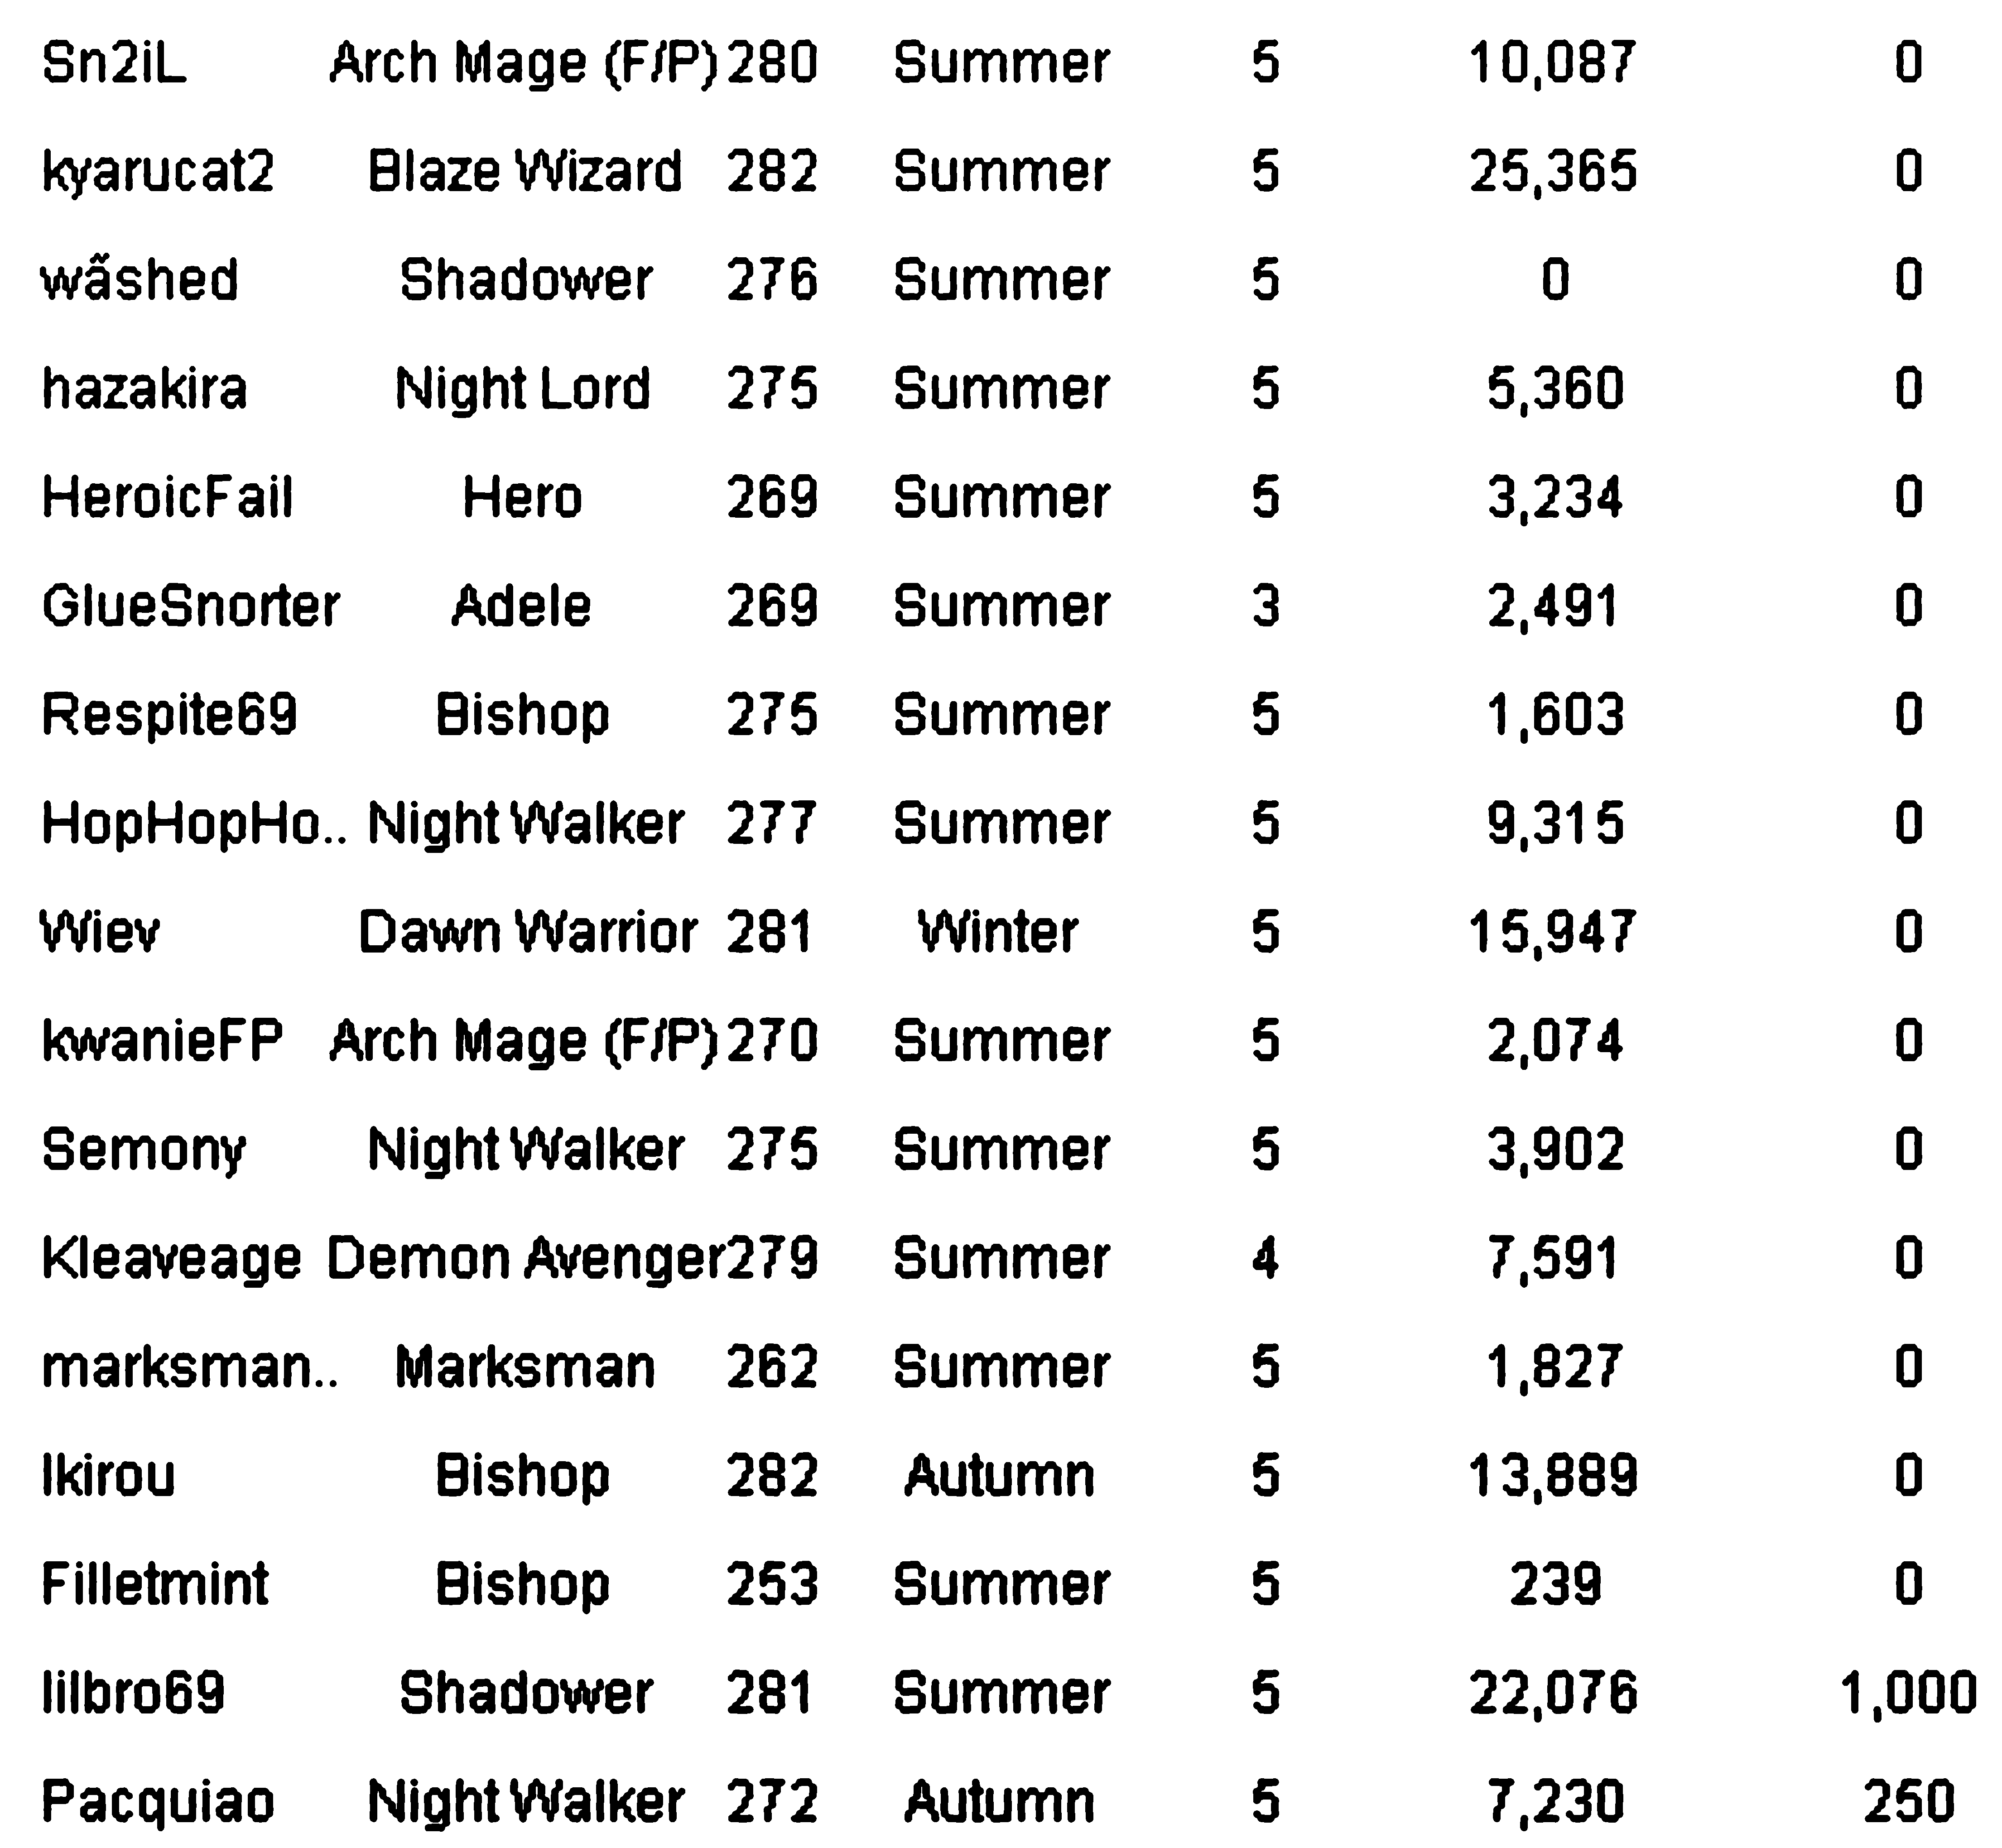 Sn2iL Arch Mage (F/P) 280 Summer 5 10,087 0
kyarucat2 Blaze Wizard 282 Summer 5 25,365 0
wåshed Shadower 276 Summer 5 0 0
hazakira Night Lord 275 Summer 5 5,360 0
HeroicFail Hero 269 Summer 5 3,234 0
GlueSnorter Adele 269 Summer 3 2,491 0
Respite69 Bishop 275 Summer 5 1,603 0
HopHopHo.. Night Walker 277 Summer 5 9,315 0
Wiev Dawn Warrior 281 Winter 5 15,947 0
kwanieFP Arch Mage (F/P) 270 Summer 5 2,074 0
Semony Night Walker 275 Summer 5 3,902 0
Kleaveage Demon Avenger 279 Summer 4 7,591 0
marksman.. Marksman 262 Summer 5 1,827 0
Ikirou Bishop 282 Autumn 5 13,889 0
Filletmint Bishop 253 Summer 5 239 0
lilbro69 Shadower 281 Summer 5 22,076 1,000
Pacquiao Night Walker 272 Autumn 5 7,230 250